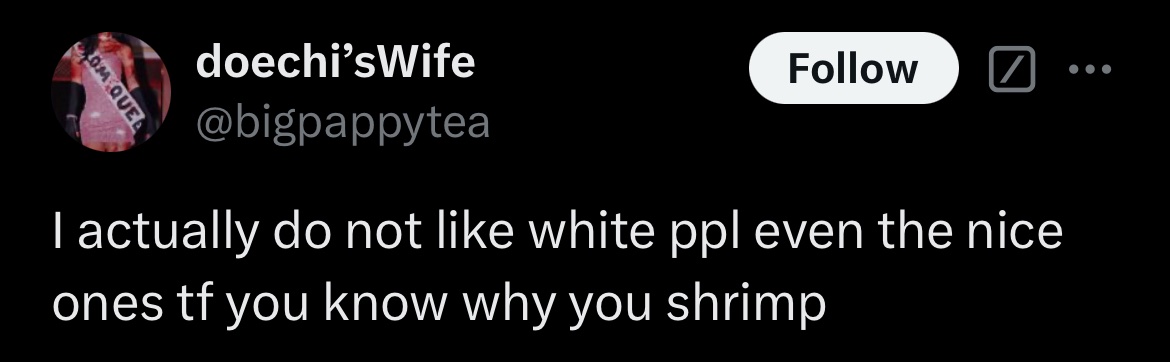 doechi’sWife
Follow
@bigpappytea
I actually do not like white ppl even the nice
ones tf you know why you shrimp